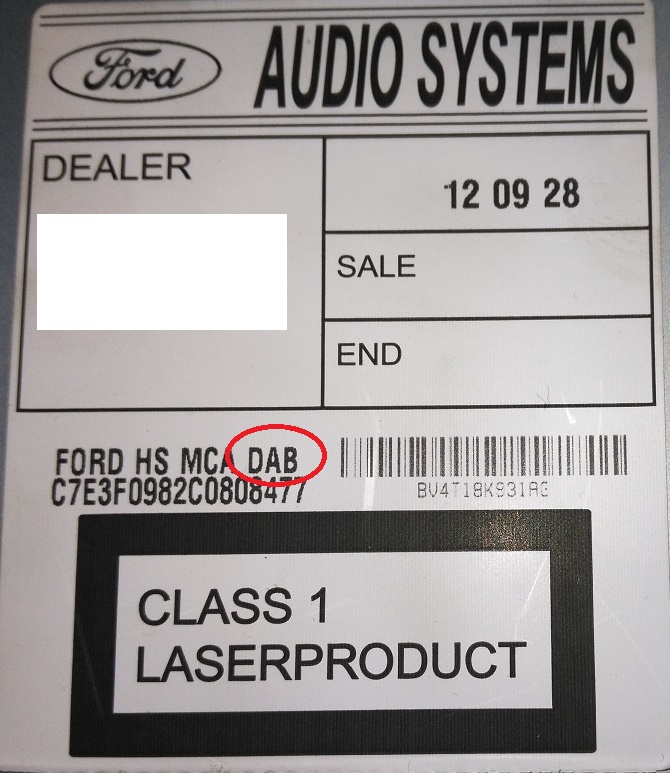 Ford AUDIO SYSTEMS
DEALER
12 09 28
SALE
END
FORD HS MCA DAB
C7E3F0982C0808477
BV4T18K931AG
CLASS 1
LASERPRODUCT